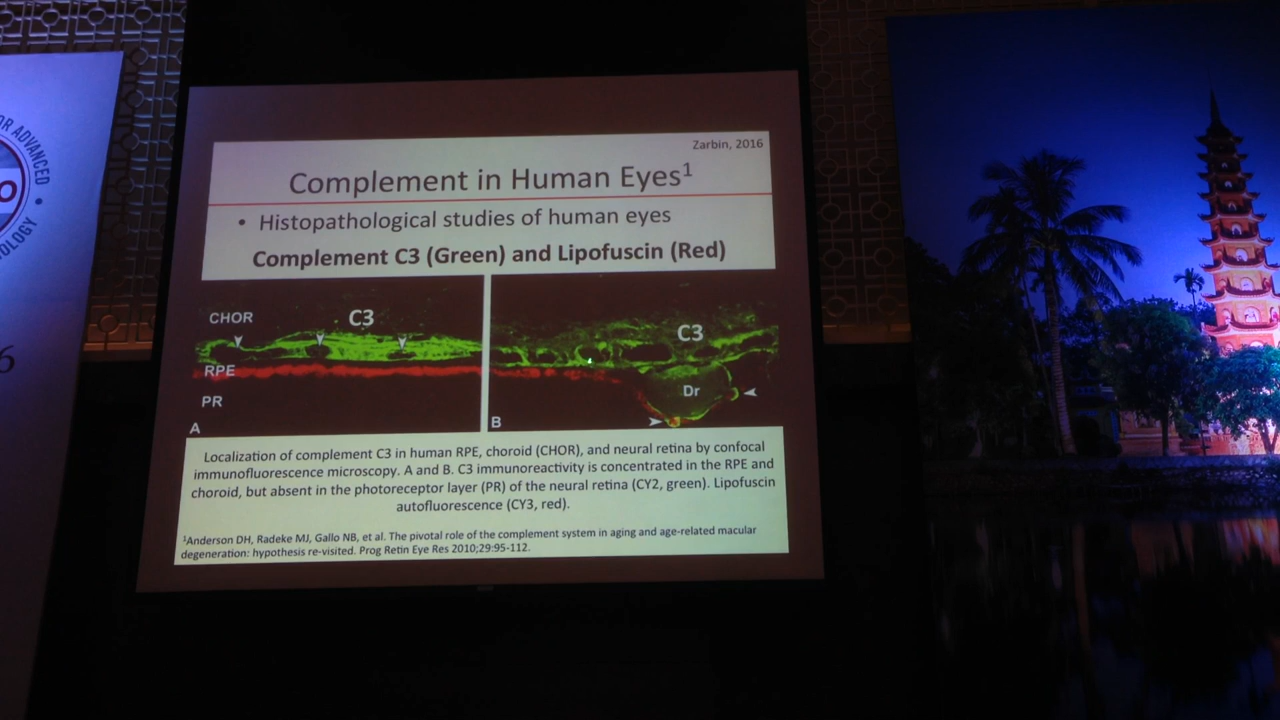 OR ADVANCED
O
OLOGY
6
Zarbin, 2016
Complement in Human Eyes¹
• Histopathological studies of human eyes
Complement C3 (Green) and Lipofuscin (Red)
CHOR
C3
RPE
PR
A
C3
Dr
B
Localization of complement C3 in human RPE, choroid (CHOR), and neural retina by confocal
immunofluorescence microscopy. A and B. C3 immunoreactivity is concentrated in the RPE and
choroid, but absent in the photoreceptor layer (PR) of the neural retina (CY2, green). Lipofuscin
autofluorescence (CY3, red).
¹Anderson DH, Radeke MJ, Gallo NB, et al. The pivotal role of the complement system in aging and age-related macular
degeneration: hypothesis re-visited. Prog Retin Eye Res 2010;29:95-112.